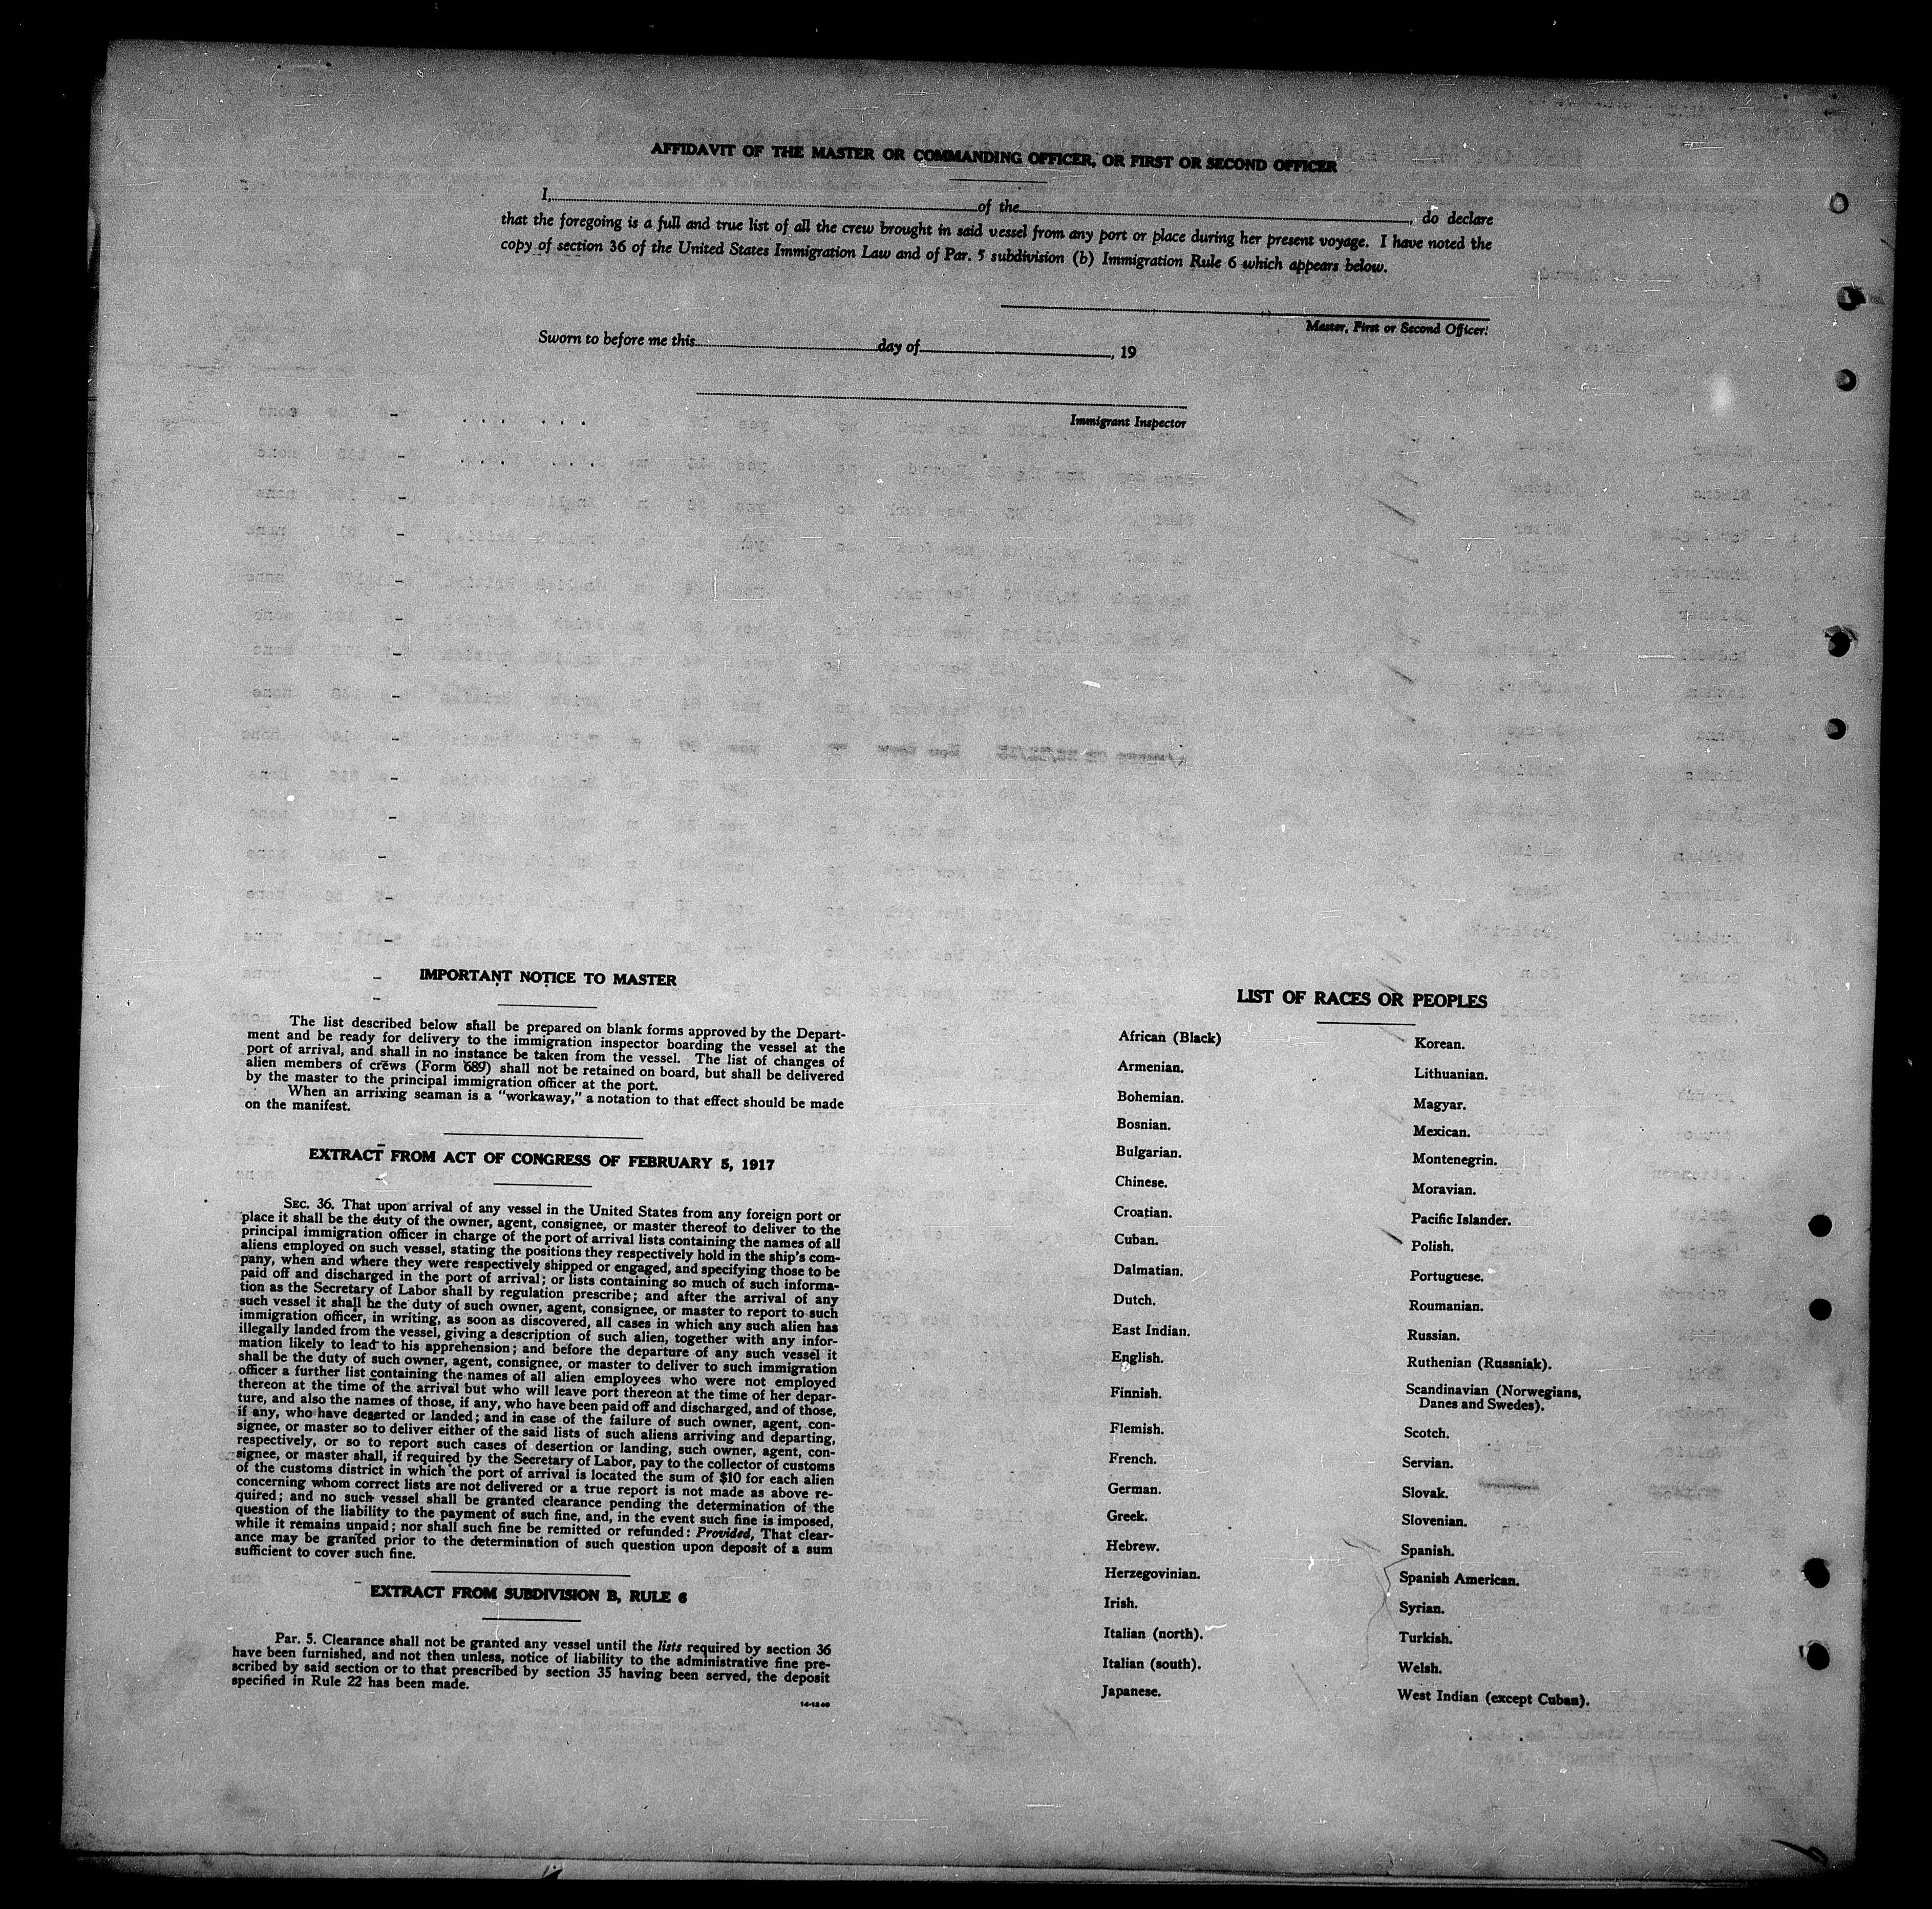 AFFIDAVIT OF THE MASTER OR COMMANDING OFFICER, OR FIRST OR SECOND OFFICER
I, of the , do declare
that the foregoing is a full and true list of all the crew brought in said vessel from any port or place during her present voyage. I have noted the
copy of section 36 of the United States Immigration Law and of Par. 5 subdivision (b) Immigration Rule 6 which appears below.
Master, First or Second Officer.
Sworn to before me this day of , 19
Immigrant Inspector
IMPORTANT NOTICE TO MASTER
The list described below shall be prepared on blank forms approved by the Depart-
ment and be ready for delivery to the immigration inspector boarding the vessel at the
port of arrival, and shall in no instance be taken from the vessel. The list of changes of
alien members of crews (Form 689) shall not be retained on board, but shall be delivered
by the master to the principal immigration officer at the port.
When an arriving seaman is a "workaway," a notation to that effect should be made
on the manifest.
EXTRACT FROM ACT OF CONGRESS OF FEBRUARY 5, 1917
SEC. 36. That upon arrival of any vessel in the United States from any foreign port or
place it shall be the duty of the owner, agent, consignee, or master thereof to deliver to the
principal immigration officer in charge of the port of arrival lists containing the names of all
aliens employed on such vessel, stating the positions they respectively hold in the ship's com-
pany, when and where they were respectively shipped or engaged, and specifying those to be
paid off and discharged in the port of arrival; or lists containing so much of such informa-
tion as the Secretary of Labor shall by regulation prescribe; and after the arrival of any
such vessel it shall be the duty of such owner, agent, consignee, or master to report to such
immigration officer, in writing, as soon as discovered, all cases in which any such alien has
illegally landed from the vessel, giving a description of such alien, together with any infor-
mation likely to lead to his apprehension; and before the departure of any such vessel it
shall be the duty of such owner, agent, consignee, or master to deliver to such immigration
officer a further list containing the names of all alien employees who were not employed
thereon at the time of the arrival but who will leave port thereon at the time of her depar-
ture, and also the names of those, if any, who have been paid off and discharged, and of those,
if any, who have deserted or landed; and in case of the failure of such owner, agent, con-
signee, or master so to deliver either of the said lists of such aliens arriving and departing,
respectively, or so to report such cases of desertion or landing, such owner, agent, con-
signee, or master shall, if required by the Secretary of Labor, pay to the collector of customs
of the customs district in which the port of arrival is located the sum of $10 for each alien
concerning whom correct lists are not delivered or a true report is not made as above re-
quired; and no such vessel shall be granted clearance pending the determination of the
question of the liability to the payment of such fine, and, in the event such fine is imposed,
while it remains unpaid; nor shall such fine be remitted or refunded: Provided, That clear-
ance may be granted prior to the determination of such question upon deposit of a sum
sufficient to cover such fine.
EXTRACT FROM SUBDIVISION B, RULE 6
Par. 5. Clearance shall not be granted any vessel until the lists required by section 36
have been furnished, and not then unless, notice of liability to the administrative fine pre-
scribed by said section or to that prescribed by section 35 having been served, the deposit
specified in Rule 22 has been made.
14-1240
LIST OF RACES OR PEOPLES
African (Black)
Armenian.
Bohemian.
Bosnian.
Bulgarian.
Chinese.
Croatian.
Cuban.
Dalmatian.
Dutch.
East Indian.
English.
Finnish.
Flemish.
French.
German.
Greek.
Hebrew.
Herzegovinian.
Irish.
Italian (north).
Italian (south).
Japanese.
Korean.
Lithuanian.
Magyar.
Mexican.
Montenegrin.
Moravian.
Pacific Islander.
Polish.
Portuguese.
Roumanian.
Russian.
Ruthenian (Russniak).
Scandinavian (Norwegians,
Danes and Swedes).
Scotch.
Servian.
Slovak.
Slovenian.
Spanish.
Spanish American.
Syrian.
Turkish.
Welsh.
West Indian (except Cuban).